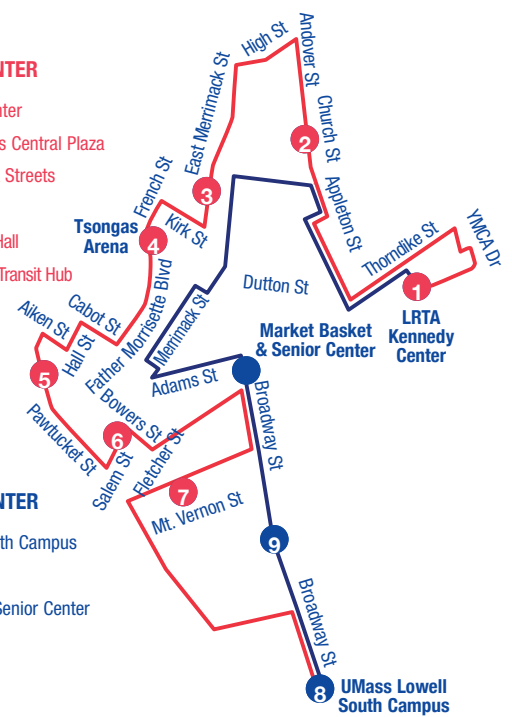 NTER
nter
s Central Plaza
Streets
Hall
Transit Hub
High St
Andover St
Church St
2
East Merrimack St
3
French St
Kirk St
Tsongas
Arena
4
Appleton St
Thorndike St
YMCA Dr
1
LRTA
Kennedy
Center
Dutton St
Market Basket
& Senior Center
Father Morrisette Blvd
Merrimack St
Cabot St
Aiken St
Hall St
5
Adams St
Broadway St
Bowers St
6
Pawtucket St
Salem St
Fletcher St
7
Mt. Vernon St
NTER
th Campus
Senior Center
9
Broadway St
8
UMass Lowell
South Campus